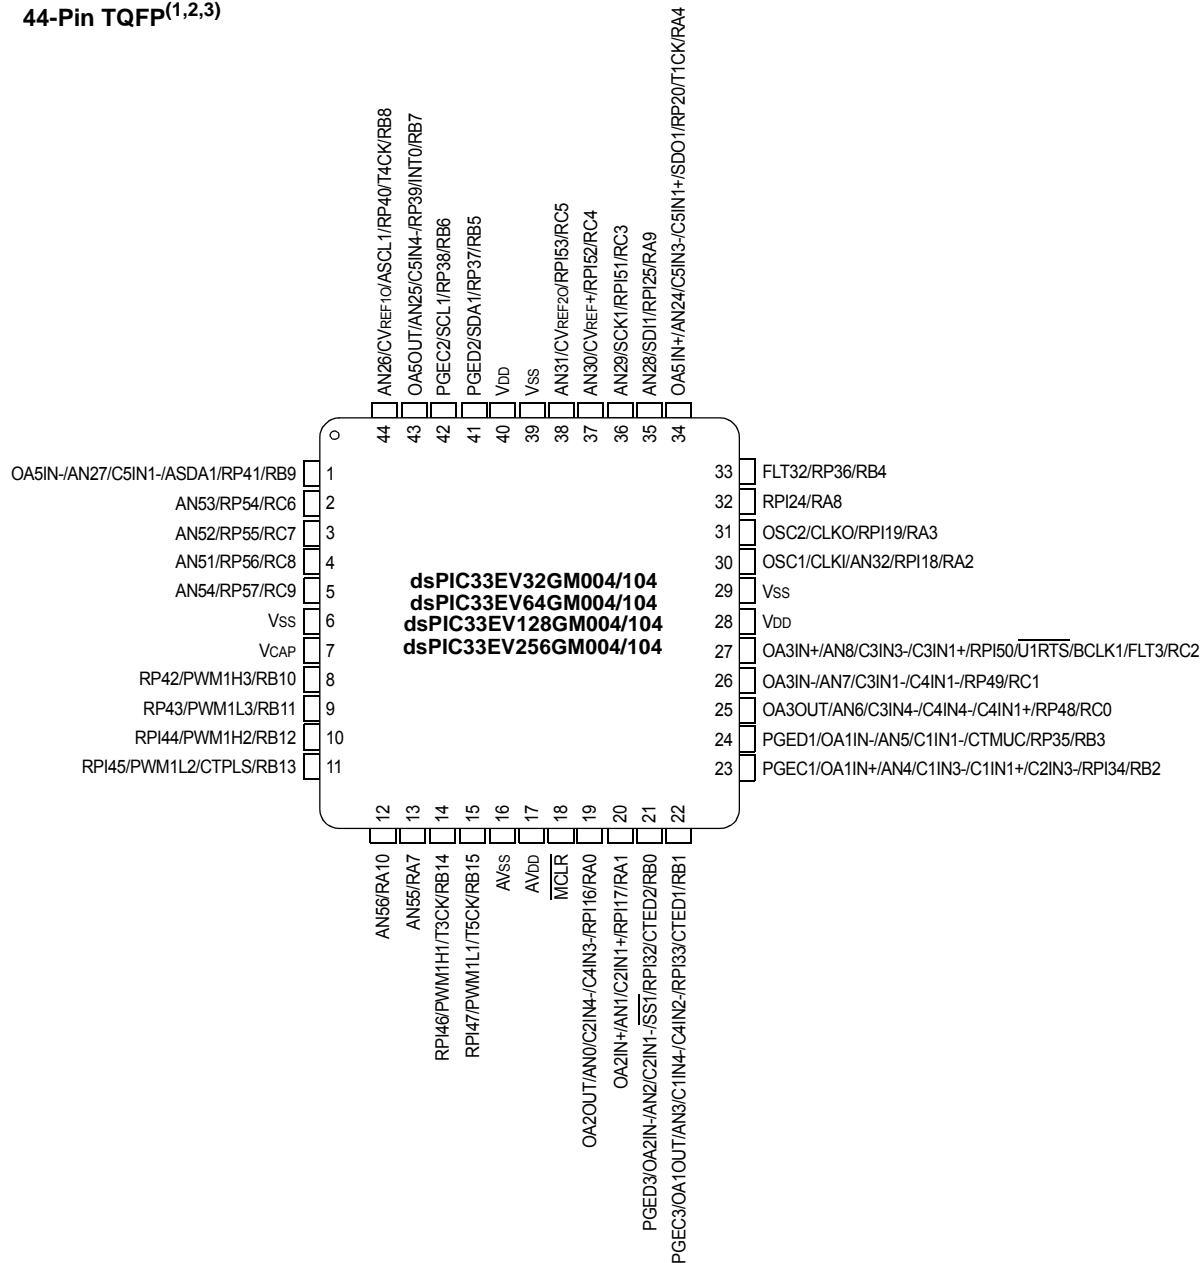 44-Pin TQFP(1,2,3)
AN26/CVREF1O/ASCL1/RP40/T4CK/RB8
OA5OUT/AN25/C5IN4-/RP39/INT0/RB7
PGEC2/SCL1/RP38/RB6
PGED2/SDA1/RP37/RB5
VDD
VSS
AN31/CVREF2O/RPI53/RC5
AN30/CVREF+/RPI52/RC4
AN29/SCK1/RPI51/RC3
AN28/SDI1/RPI25/RA9
OA5IN+/AN24/C5IN3-/C5IN1+/SDO1/RP20/T1CK/RA4
44 43 42 41 40 39 38 37 36 35 34
OA5IN-/AN27/C5IN1-/ASDA1/RP41/RB9 1
AN53/RP54/RC6 2
AN52/RP55/RC7 3
AN51/RP56/RC8 4
AN54/RP57/RC9 5
VSS 6
VCAP 7
RP42/PWM1H3/RB10 8
RP43/PWM1L3/RB11 9
RPI44/PWM1H2/RB12 10
RPI45/PWM1L2/CTPLS/RB13 11
dsPIC33EV32GM004/104
dsPIC33EV64GM004/104
dsPIC33EV128GM004/104
dsPIC33EV256GM004/104
33 FLT32/RP36/RB4
32 RPI24/RA8
31 OSC2/CLKO/RPI19/RA3
30 OSC1/CLKI/AN32/RPI18/RA2
29 VSS
28 VDD
27 OA3IN+/AN8/C3IN3-/C3IN1+/RPI50/U1RTS/BCLK1/FLT3/RC2
26 OA3IN-/AN7/C3IN1-/C4IN1-/RP49/RC1
25 OA3OUT/AN6/C3IN4-/C4IN4-/C4IN1+/RP48/RC0
24 PGED1/OA1IN-/AN5/C1IN1-/CTMUC/RP35/RB3
23 PGEC1/OA1IN+/AN4/C1IN3-/C1IN1+/C2IN3-/RPI34/RB2
12 13 14 15 16 17 18 19 20 21 22
AN56/RA10
AN55/RA7
RPI46/PWM1H1/T3CK/RB14
RPI47/PWM1L1/T5CK/RB15
AVSS
AVDD
MCLR
OA2OUT/AN0/C2IN4-/C4IN3-/RPI16/RA0
OA2IN+/AN1/C2IN1+/RPI17/RA1
PGED3/OA2IN-/AN2/C2IN1-/SS1/RPI32/CTED2/RB0
PGEC3/OA1OUT/AN3/C1IN4-/C4IN2-/RPI33/CTED1/RB1